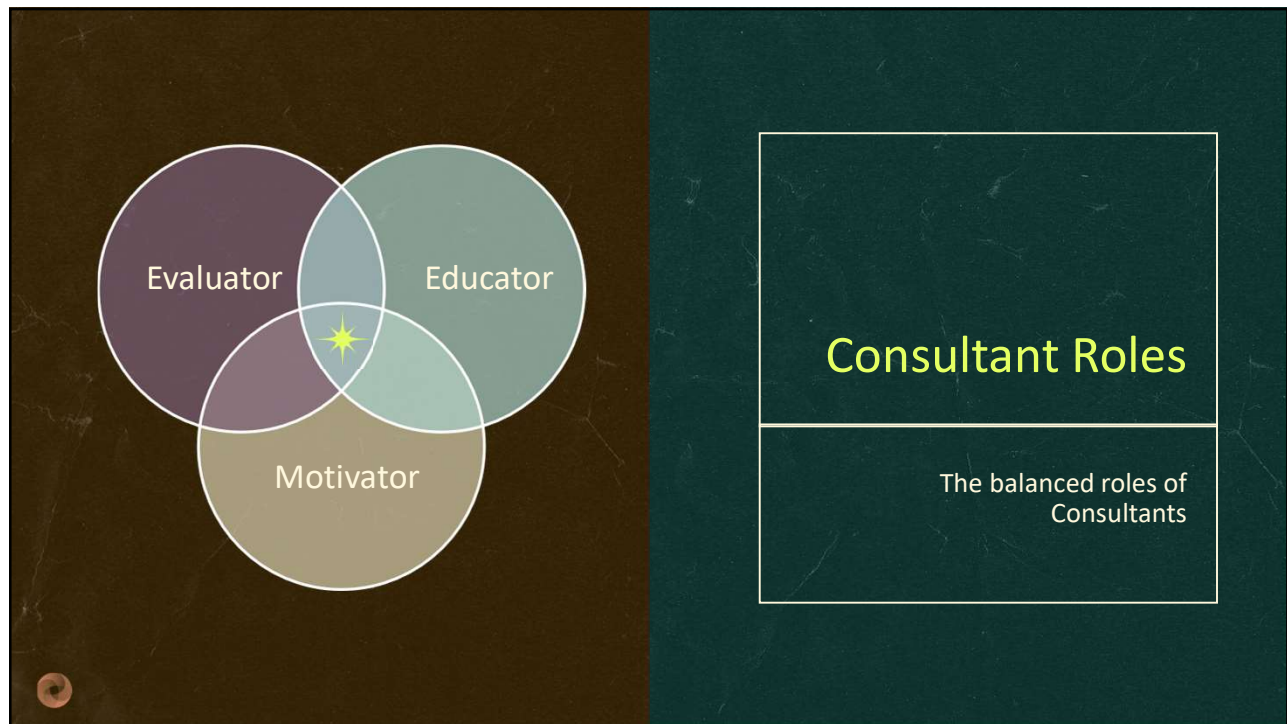 Evaluator
Educator
Motivator
Consultant Roles
The balanced roles of
Consultants